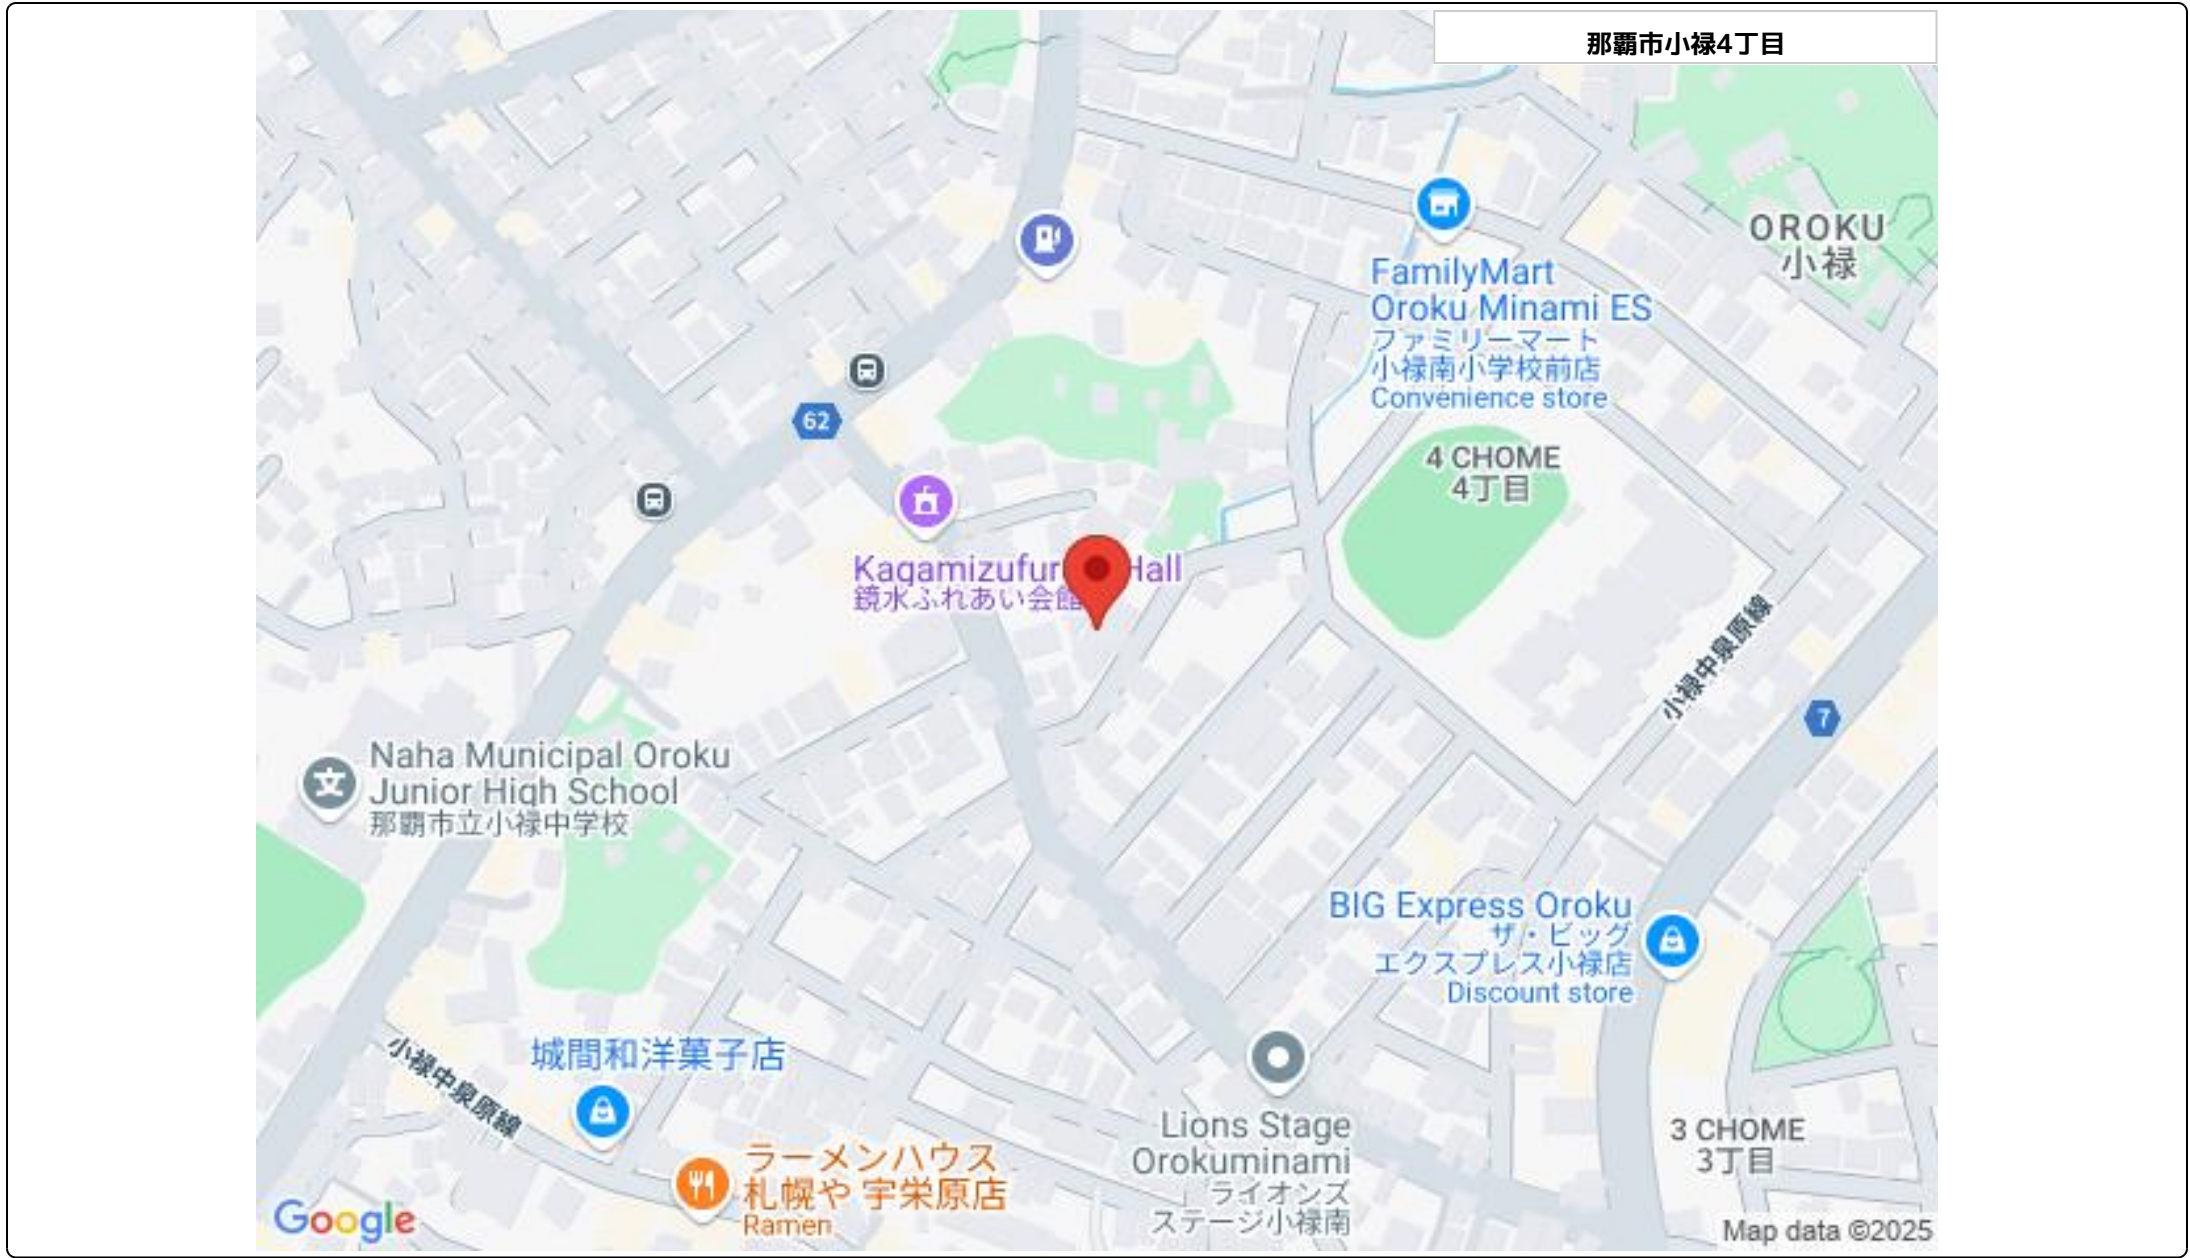 那覇市小禄4丁目
OROKU
小禄
FamilyMart
Oroku Minami ES
ファミリーマート
小禄南小学校前店
Convenience store
62
4 CHOME
4丁目
Kagamizufur Hall
鏡水ふれあい会館
小禄中泉原線
7
Naha Municipal Oroku
Junior High School
那覇市立小禄中学校
文
BIG Express Oroku
ザ・ビッグ
エクスプレス小禄店
Discount store
小禄中泉原線
城間和洋菓子店
Lions Stage
Orokuminami
ライオンズ
ステージ小禄南
3 CHOME
3丁目
ラーメンハウス
札幌や 宇栄原店
Ramen
Google
Map data ©2025